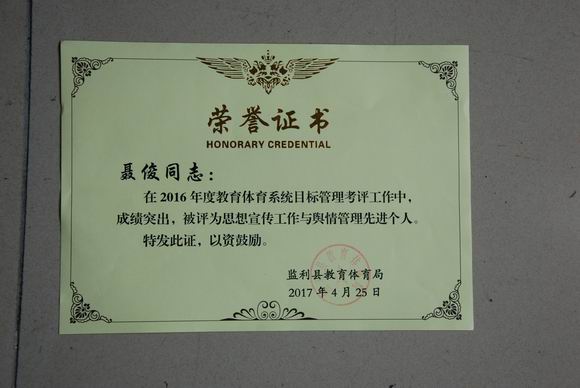 荣誉证书
HONORARY CREDENTIAL
聂俊同志：
在2016年度教育体育系统目标管理考评工作中，
成绩突出，被评为思想宣传工作与舆情管理先进个人。
特发此证，以资鼓励。
监利县教育体育局
2017年4月25日